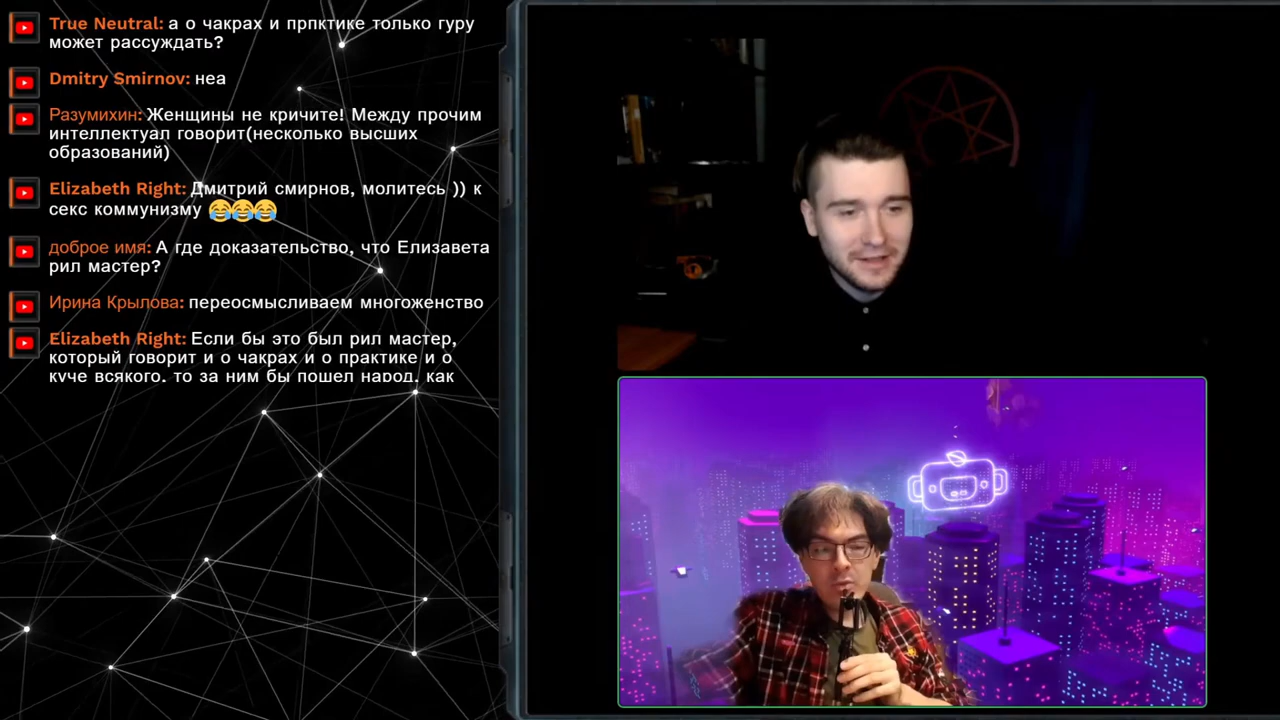 True Neutral: а о чакрах и прпктике только гуру
может рассуждать?
Dmitry Smirnov: неа
Разумихин: Женщины не кричите! Между прочим
интеллектуал говорит(несколько высших
образований)
Elizabeth Right: Дмитрий смирнов, молитесь )) к
секс коммунизму 😂😂😂
доброе имя: А где доказательство, что Елизавета
рил мастер?
Ирина Крылова: переосмысливаем многоженство
Elizabeth Right: Если бы это был рил мастер,
который говорит и о чакрах и о практике и о
куче всякого, то за ним бы пошел народ, как